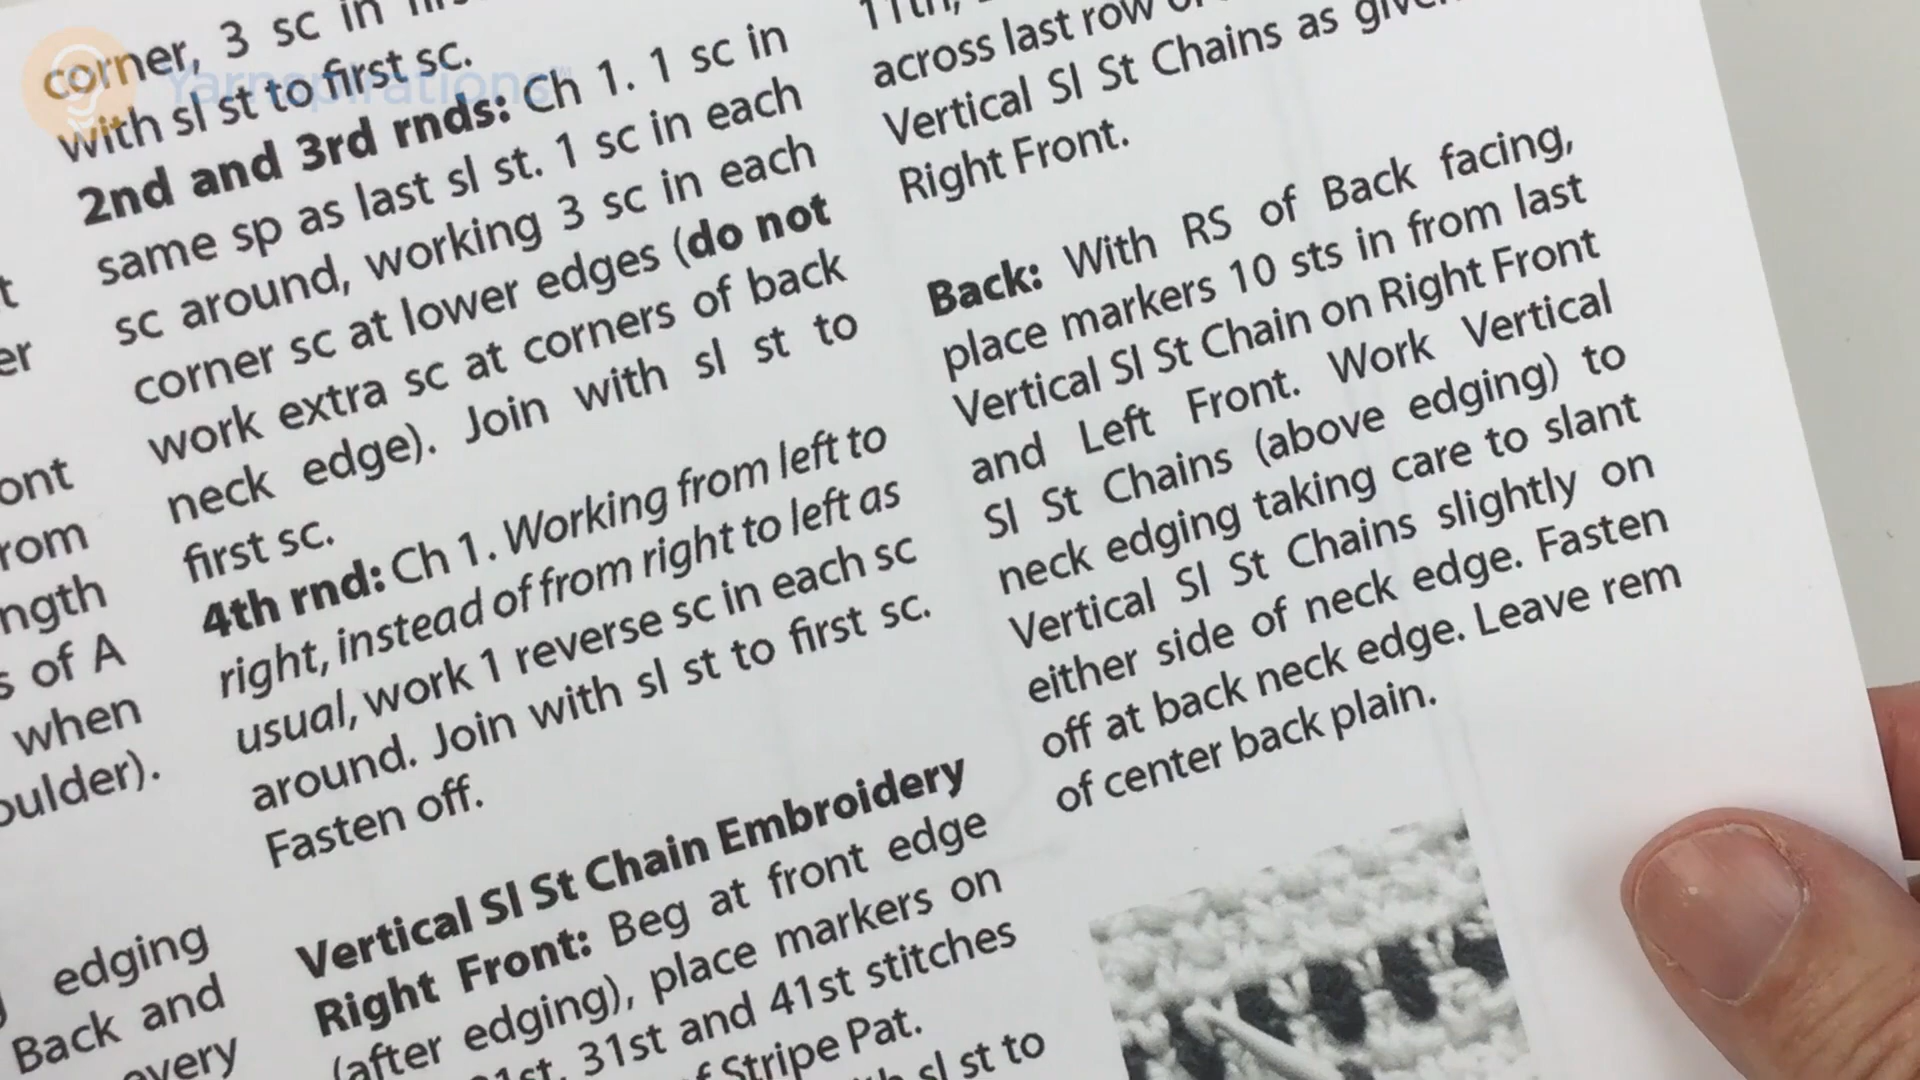 Yarnspirations
t
er
ont
rom
ngth
s of A
when
oulder).
edging
Back and
every
corner, 3 sc in
with sl st to first sc.
2nd and 3rd rnds: Ch 1. 1 sc in
same sp as last sl st. 1 sc in each
sc around, working 3 sc in each
corner sc at lower edges (do not
work extra sc at corners of back
neck edge). Join with sl st to
first sc.
4th rnd: Ch 1. Working from left to
right, instead of from right to left as
usual, work 1 reverse sc in each sc
around. Join with sl st to first sc.
Fasten off.
Vertical Sl St Chain Embroidery
Right Front: Beg at front edge
(after edging), place markers on
31st and 41st stitches
of Stripe Pat.
sl st to
11th,
across last row
Vertical Sl St Chains as given
Right Front.
Back: With RS of Back facing,
place markers 10 sts in from last
Vertical Sl St Chain on Right Front
and Left Front. Work Vertical
Sl St Chains (above edging) to
neck edging taking care to slant
Vertical Sl St Chains slightly on
either side of neck edge. Fasten
off at back neck edge. Leave rem
of center back plain.